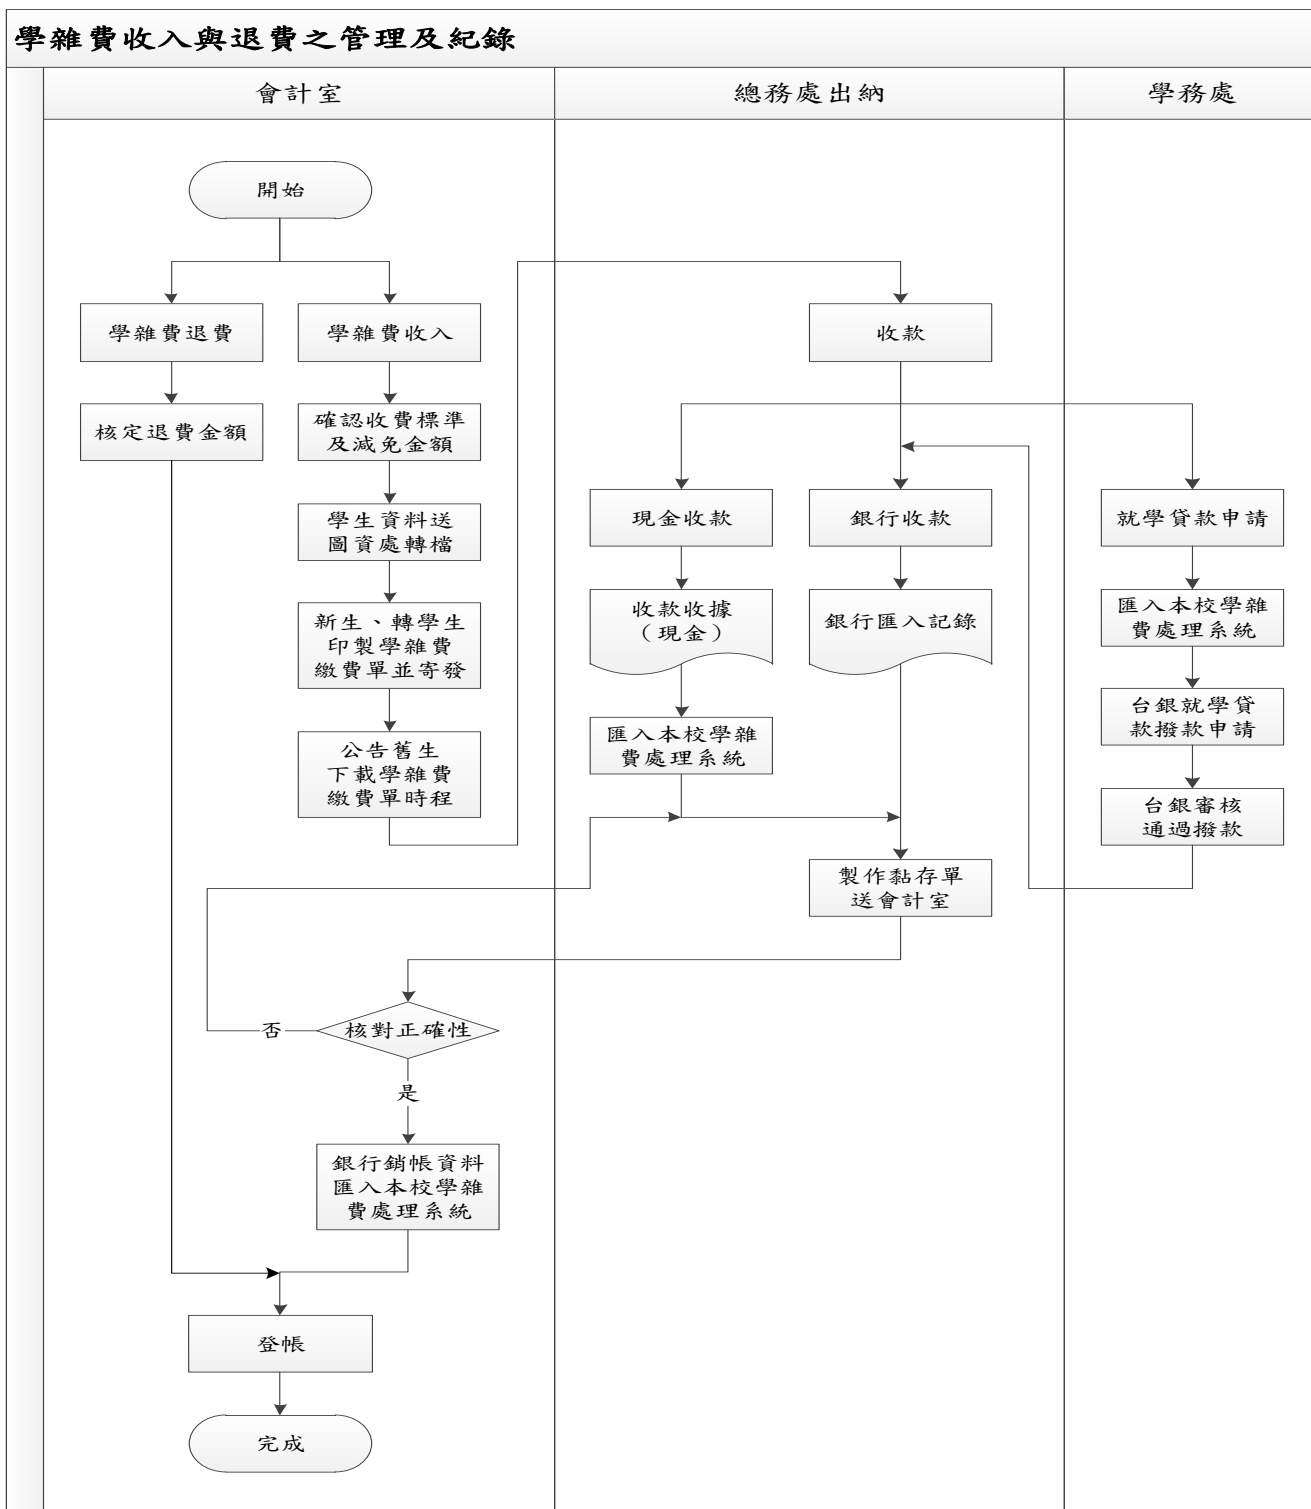 學雜費收入與退費之管理及紀錄
會計室
總務處出納
學務處
開始
學雜費退費
學雜費收入
收款
核定退費金額
確認收費標準
及減免金額
學生資料送
圖資處轉檔
新生、轉學生
印製學雜費
繳費單並寄發
公告舊生
下載學雜費
繳費單時程
現金收款
銀行收款
就學貸款申請
收款收據
（現金）
銀行匯入記錄
匯入本校學雜
費處理系統
匯入本校學雜
費處理系統
台銀就學貸
款撥款申請
台銀審核
通過撥款
製作黏存單
送會計室
核對正確性
否
是
銀行銷帳資料
匯入本校學雜
費處理系統
登帳
完成